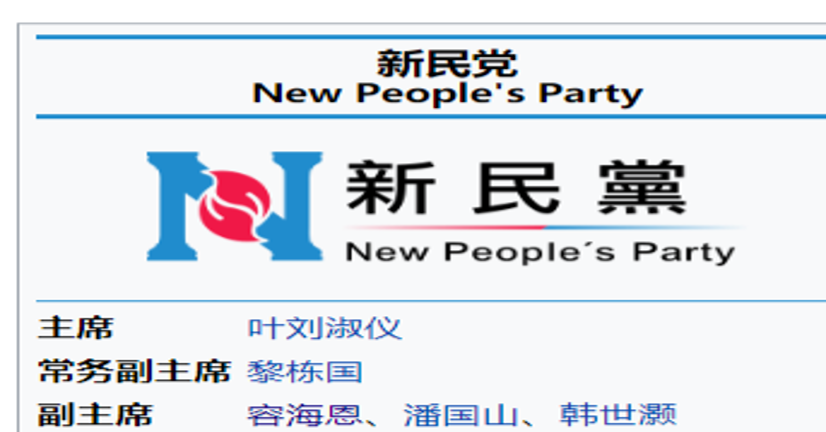 新民党
New People's Party
新民黨
New People´s Party
主席 叶刘淑仪
常务副主席 黎栋国
副主席 容海恩、潘国山、韩世灏